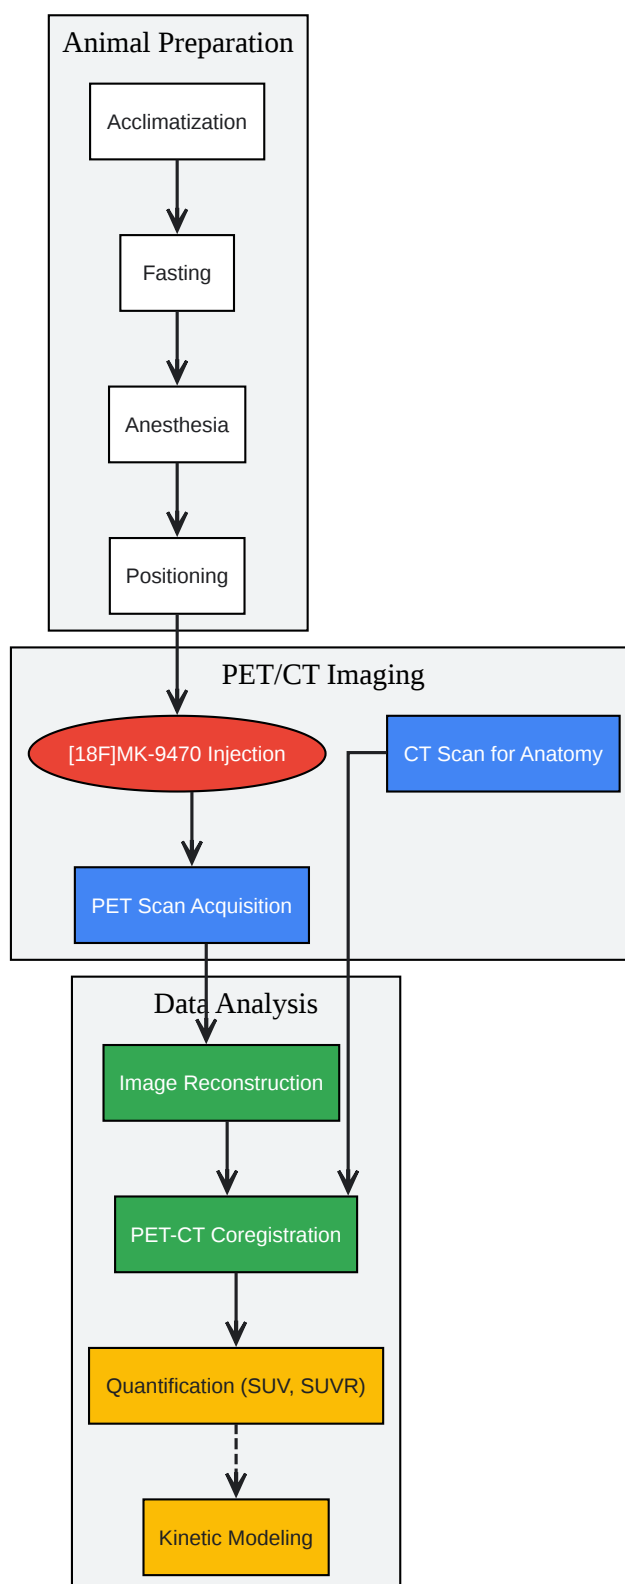 Animal Preparation
Acclimatization
Fasting
Anesthesia
Positioning
PET/CT Imaging
[18F]MK-9470 Injection
CT Scan for Anatomy
PET Scan Acquisition
Data Analysis
Image Reconstruction
PET-CT Coregistration
Quantification (SUV, SUVR)
Kinetic Modeling